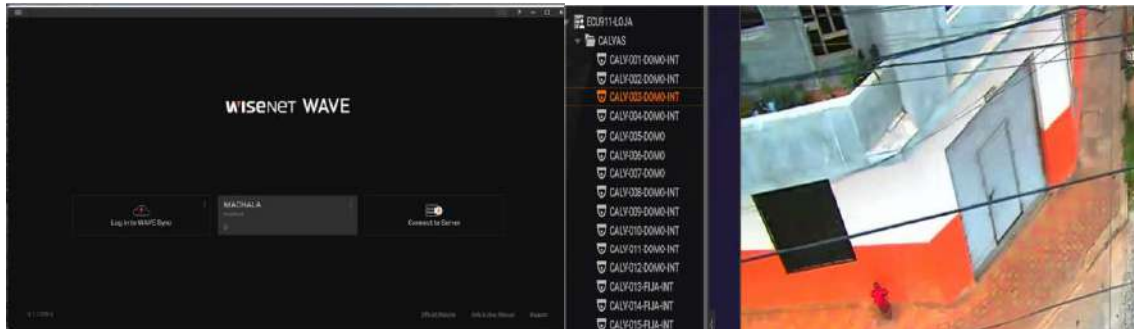 WISENET WAVE
Log in to WAVE Sync
MACHALA
Connect to Server
ECU911-LOJA
CALVAS
CALV-001-DOMO-INT
CALV-002-DOMO-INT
CALV-003-DOMO-INT
CALV-004-DOMO-INT
CALV-005-DOMO
CALV-006-DOMO
CALV-007-DOMO
CALV-008-DOMO-INT
CALV-009-DOMO-INT
CALV-010-DOMO-INT
CALV-011-DOMO-INT
CALV-012-DOMO-INT
CALV-013-FIJA-INT
CALV-014-FIJA-INT
CALV-015-FIJA-INT